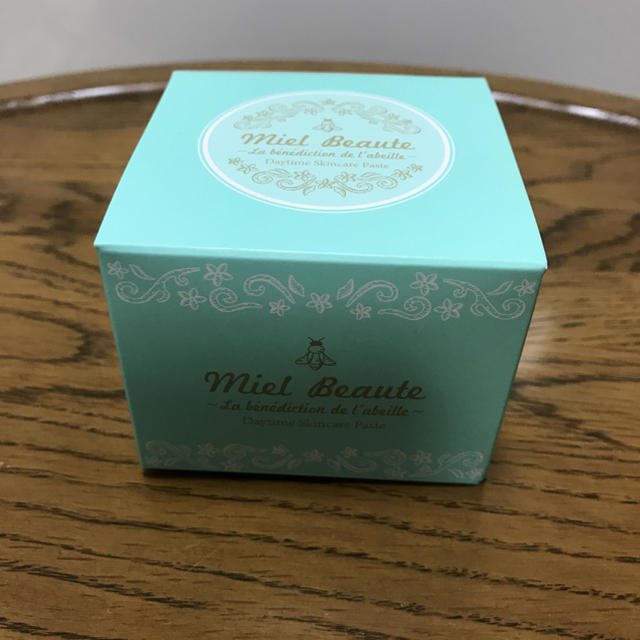 Miel Beaute
~La bénédiction de l'abeille~
Daytime Skincare Paste
Miel Beaute
~La bénédiction de l'abeille~
Daytime Skincare Paste